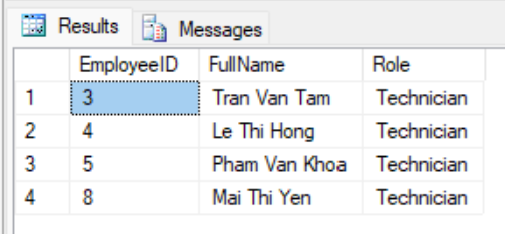 Results Messages
EmployeeID FullName Role
1 3 Tran Van Tam Technician
2 4 Le Thi Hong Technician
3 5 Pham Van Khoa Technician
4 8 Mai Thi Yen Technician